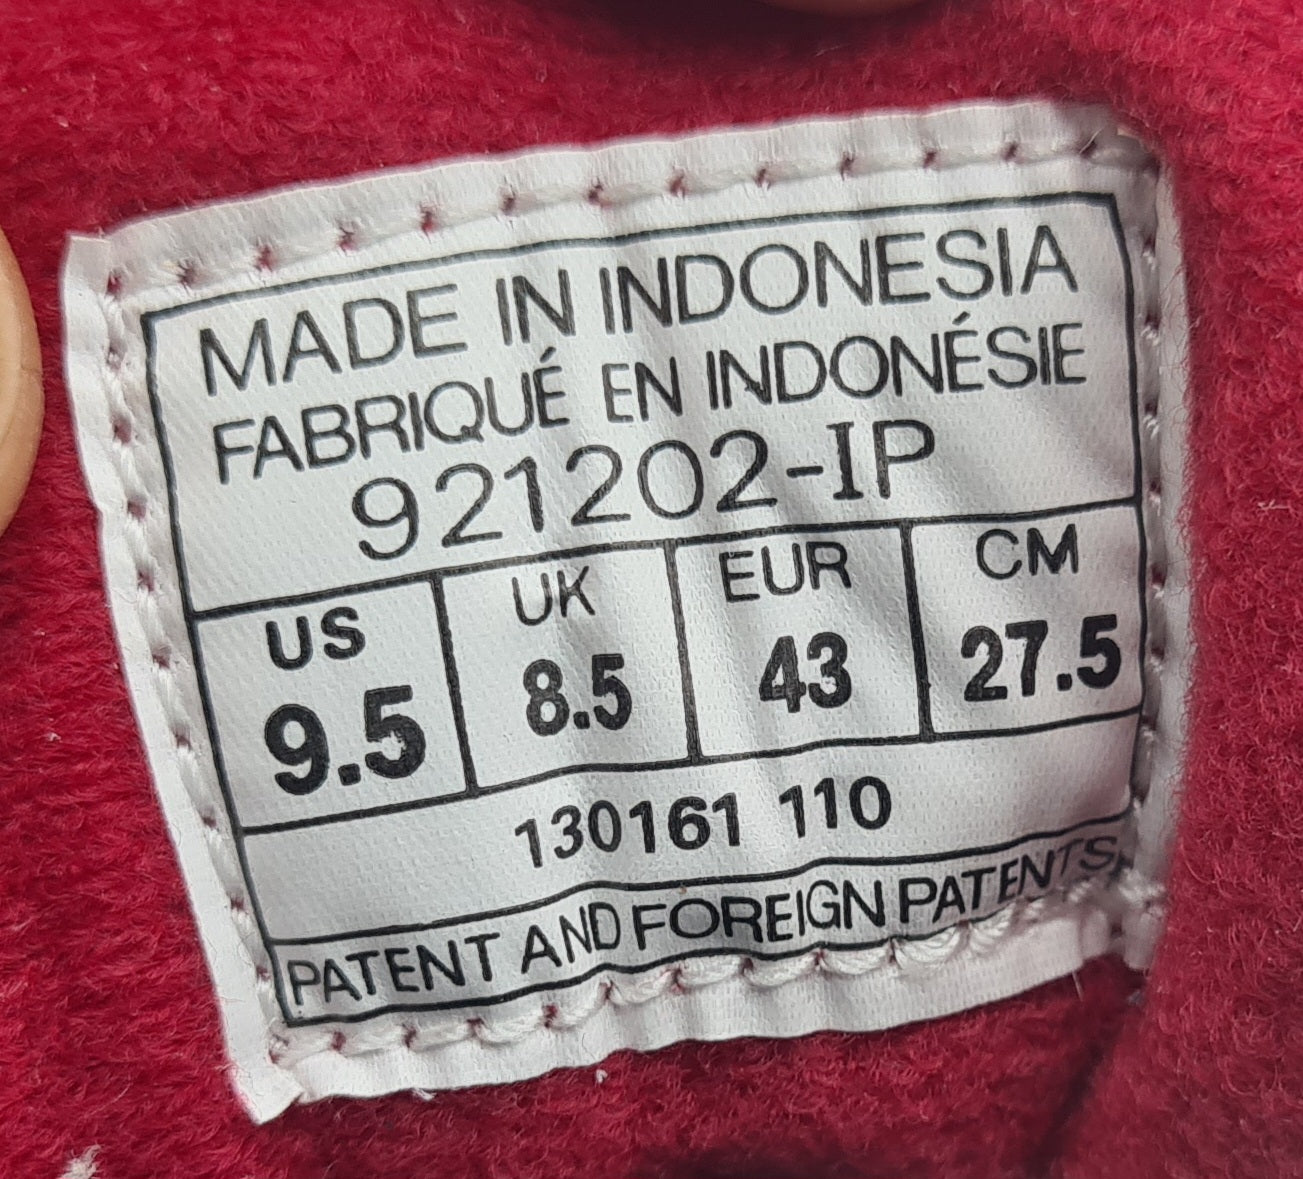 MADE IN INDONESIA
FABRIQUÉ EN INDONÉSIE
921202-IP
US UK EUR CM
9.5 8.5 43 27.5
130161 110
PATENT AND FOREIGN PATENTS